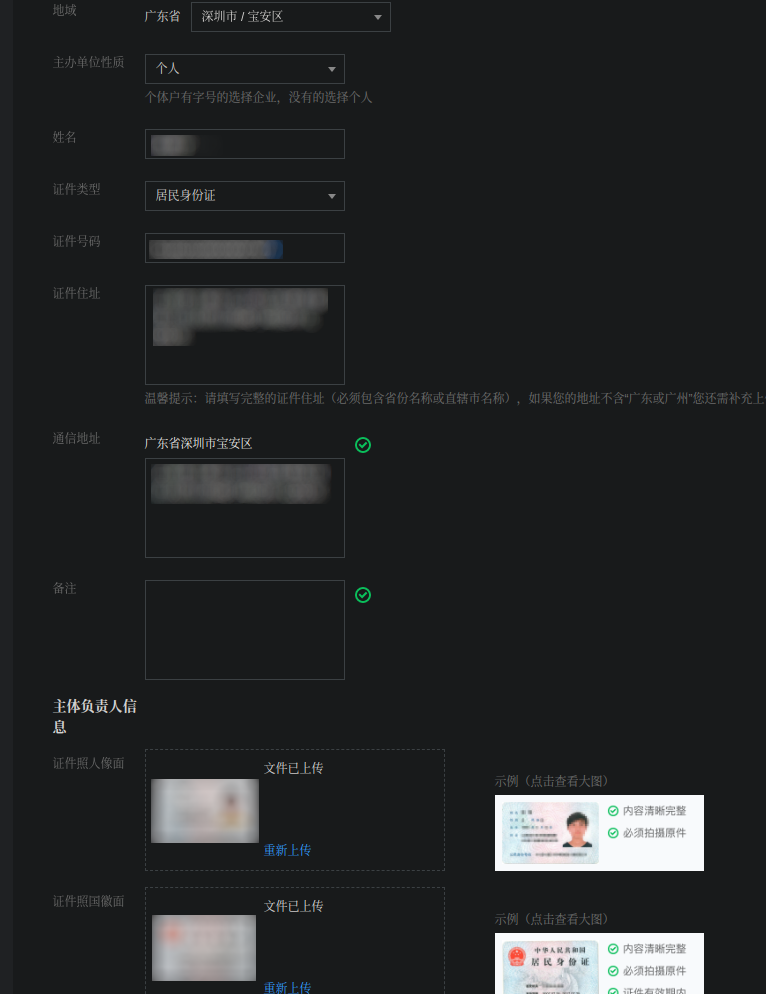 地域
广东省
深圳市 / 宝安区
主办单位性质
个人
个体户有字号的选择企业，没有的选择个人
姓名
证件类型
居民身份证
证件号码
证件住址
温馨提示：请填写完整的证件住址（必须包含省份名称或直辖市名称），如果您的地址不含“广东或广州”您还需补充上
通信地址
广东省深圳市宝安区
备注
主体负责人信
息
证件照人像面
文件已上传
重新上传
示例（点击查看大图）
内容清晰完整
必须拍摄原件
证件照国徽面
文件已上传
重新上传
示例（点击查看大图）
中华人民共和国
居民身份证
内容清晰完整
必须拍摄原件
证件有效期内